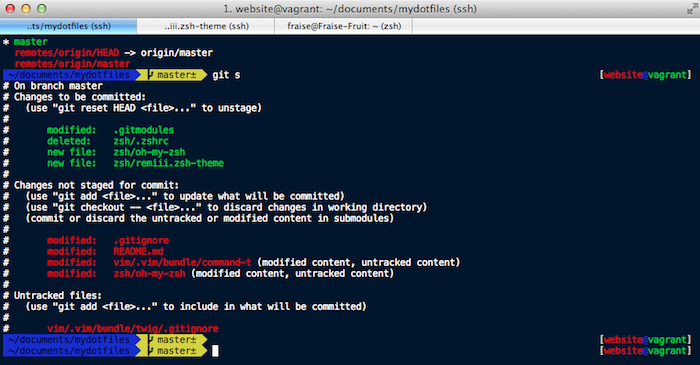 1. website@vagrant: ~/documents/mydotfiles (ssh)
..ts/mydotfiles (ssh) ..iii.zsh-theme (ssh) fraise@Fraise-Fruit: ~ (zsh)
* master
remotes/origin/HEAD -> origin/master
remotes/origin/master
~/documents/mydotfiles master± git s [website@vagrant]
# On branch master
# Changes to be committed:
#   (use "git reset HEAD <file>..." to unstage)
#
#       modified:   .gitmodules
#       deleted:    zsh/.zshrc
#       new file:   zsh/oh-my-zsh
#       new file:   zsh/remiii.zsh-theme
#
# Changes not staged for commit:
#   (use "git add <file>..." to update what will be committed)
#   (use "git checkout -- <file>..." to discard changes in working directory)
#   (commit or discard the untracked or modified content in submodules)
#
#       modified:   .gitignore
#       modified:   README.md
#       modified:   vim/.vim/bundle/command-t (modified content, untracked content)
#       modified:   zsh/oh-my-zsh (modified content, untracked content)
#
# Untracked files:
#   (use "git add <file>..." to include in what will be committed)
#
#       vim/.vim/bundle/twig/.gitignore
~/documents/mydotfiles master± [website@vagrant]
~/documents/mydotfiles master± [website@vagrant]